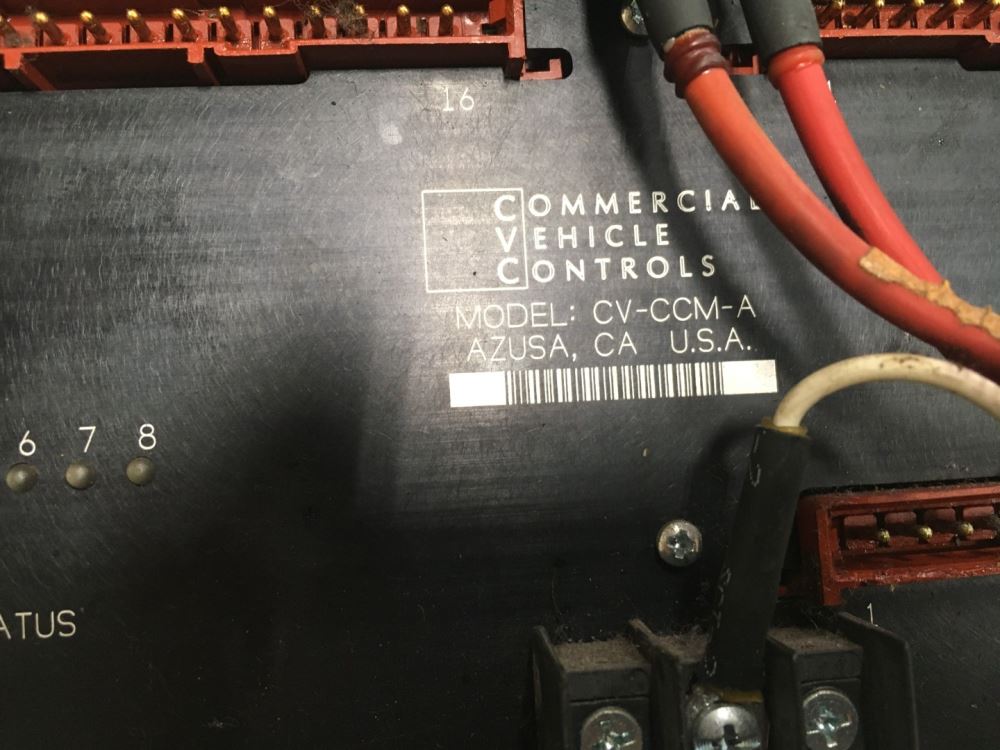 16
COMMERCIAL
VEHICLE
CONTROLS
MODEL: CV-CCM-A
AZUSA, CA U.S.A.
6 7 8
ATUS
1